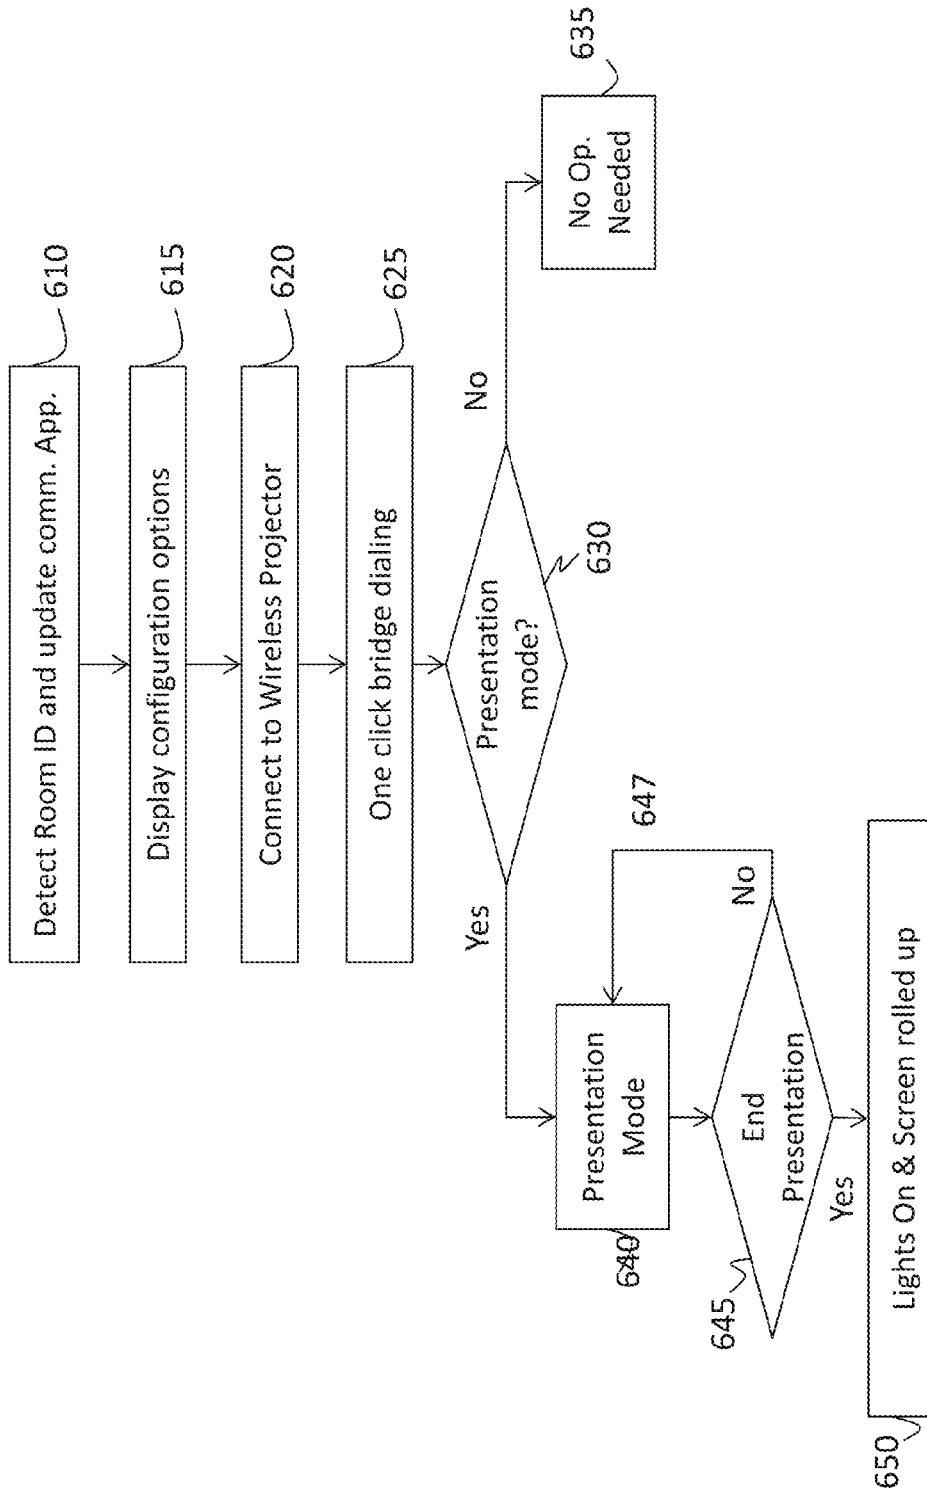 Detect Room ID and update comm. App.
610
Display configuration options
615
Connect to Wireless Projector
620
One click bridge dialing
625
Presentation
mode?
630
No
No Op.
Needed
635
Yes
Presentation
Mode
640
647
End
Presentation
645
No
Yes
Lights On & Screen rolled up
650